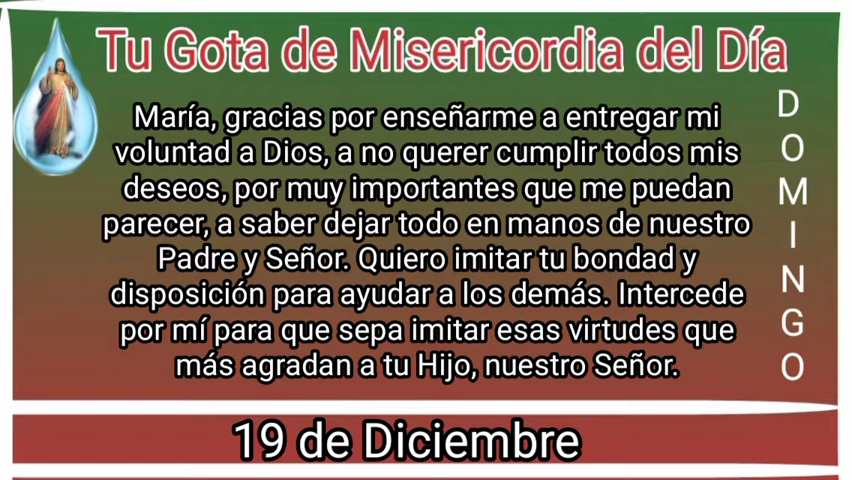 Tu Gota de Misericordia del Día
María, gracias por enseñarme a entregar mi
voluntad a Dios, a no querer cumplir todos mis
deseos, por muy importantes que me puedan
parecer, a saber dejar todo en manos de nuestro
Padre y Señor. Quiero imitar tu bondad y
disposición para ayudar a los demás. Intercede
por mí para que sepa imitar esas virtudes que
más agradan a tu Hijo, nuestro Señor.
DOMINGO
19 de Diciembre